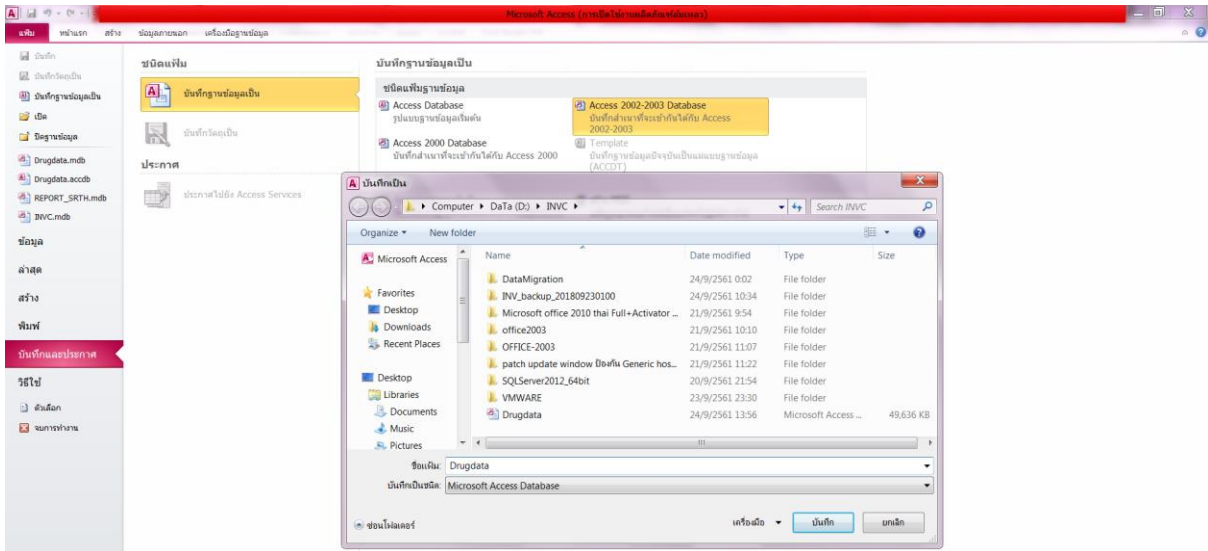 Microsoft Access (การเปิดใช้งานผลิตภัณฑ์ล้มเหลว)
แฟ้ม หน้าแรก สร้าง ข้อมูลภายนอก เครื่องมือฐานข้อมูล
บันทึก
บันทึกวัตถุเป็น
บันทึกฐานข้อมูลเป็น
เปิด
ปิดฐานข้อมูล
Drugdata.mdb
Drugdata.accdb
REPORT_SRTH.mdb
INVC.mdb
ข้อมูล
ล่าสุด
สร้าง
พิมพ์
บันทึกและประกาศ
วิธีใช้
ตัวเลือก
จบการทำงาน
ชนิดแฟ้ม
บันทึกฐานข้อมูลเป็น
บันทึกวัตถุเป็น
ประกาศ
ประกาศไปยัง Access Services
บันทึกฐานข้อมูลเป็น
ชนิดแฟ้มฐานข้อมูล
Access Database
รูปแบบฐานข้อมูลเริ่มต้น
Access 2002-2003 Database
บันทึกสำเนาที่จะเข้ากันได้กับ Access
2002-2003
Access 2000 Database
บันทึกสำเนาที่จะเข้ากันได้กับ Access 2000
Template
บันทึกฐานข้อมูลปัจจุบันเป็นแม่แบบฐานข้อมูล
(ACCDT)
บันทึกเป็น
Computer DaTa (D:) INVC
Search INVC
Organize New folder
Microsoft Access
Favorites
Desktop
Downloads
Recent Places
Desktop
Libraries
Documents
Music
Pictures
Name Date modified Type Size
DataMigration 24/9/2561 0:02 File folder
INV_backup_201809230100 24/9/2561 10:34 File folder
Microsoft office 2010 thai Full+Activator ... 21/9/2561 9:54 File folder
office2003 21/9/2561 10:10 File folder
OFFICE-2003 21/9/2561 11:07 File folder
patch update window ป้องกัน Generic hos... 21/9/2561 11:22 File folder
SQLServer2012_64bit 20/9/2561 21:54 File folder
VMWARE 23/9/2561 23:30 File folder
Drugdata 24/9/2561 13:56 Microsoft Access ... 49,636 KB
ชื่อแฟ้ม: Drugdata
บันทึกเป็นชนิด: Microsoft Access Database
ซ่อนโฟลเดอร์
เครื่องมือ บันทึก ยกเลิก